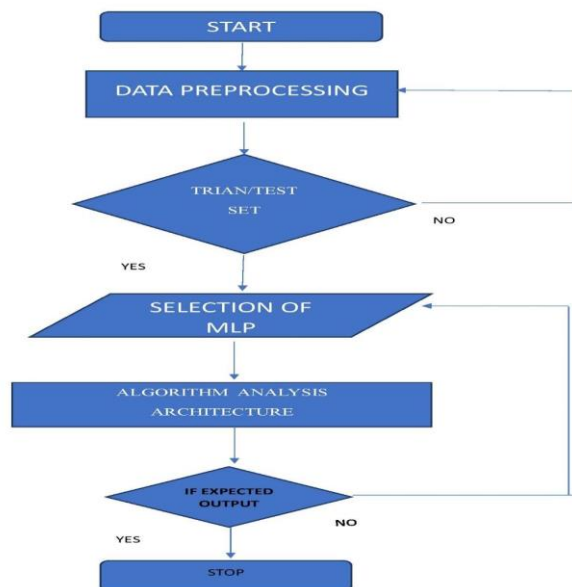 START
DATA PREPROCESSING
TRIAN/TEST
SET
NO
YES
SELECTION OF
MLP
ALGORITHM ANALYSIS
ARCHITECTURE
IF EXPECTED
OUTPUT
NO
YES
STOP